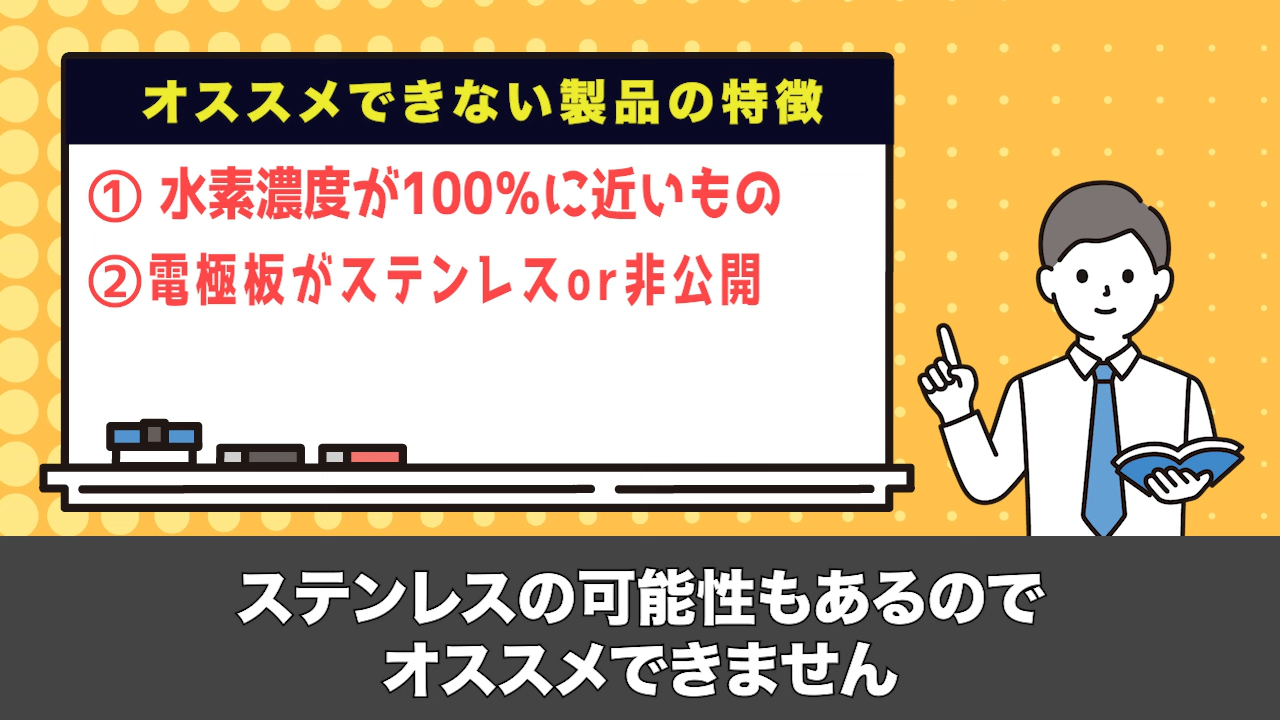 オススメできない製品の特徴
① 水素濃度が100%に近いもの
②電極板がステンレスor非公開
ステンレスの可能性もあるので
オススメできません